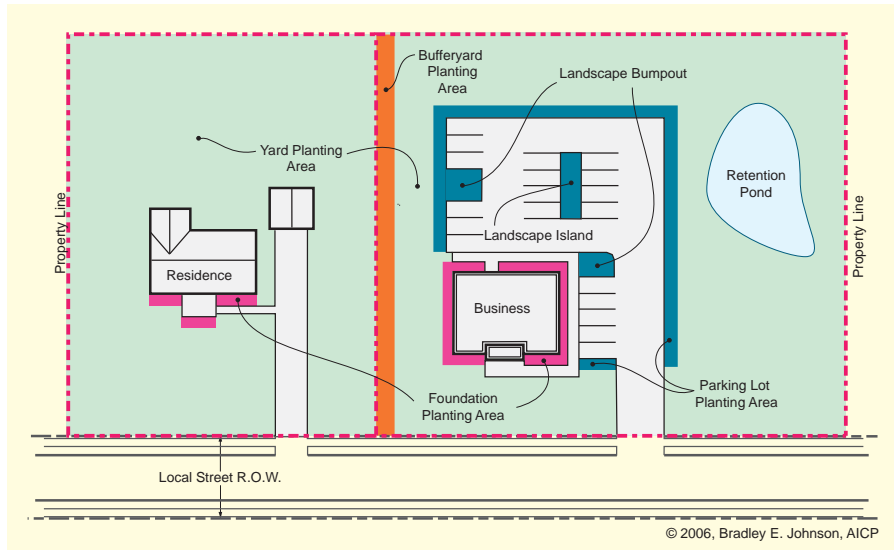 Bufferyard
Planting
Area
Landscape Bumpout
Yard Planting
Area
Retention
Pond
Property Line
Property Line
Landscape Island
Residence
Business
Foundation
Planting Area
Parking Lot
Planting Area
Local Street R.O.W.
© 2006, Bradley E. Johnson, AICP